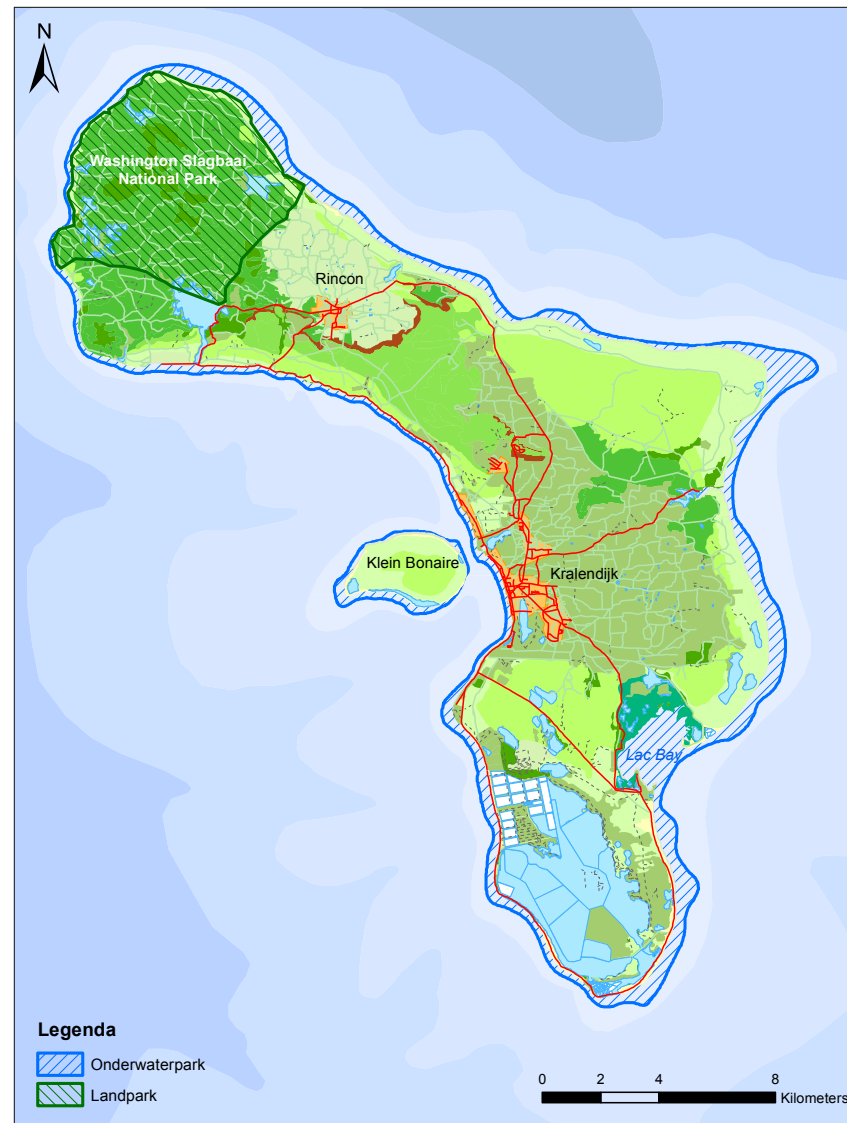 N
Washington Slagbaai
National Park
Rincon
Klein Bonaire
Kralendijk
Lac Bay
Legenda
Onderwaterpark
Landpark
0 2 4 8
Kilometers